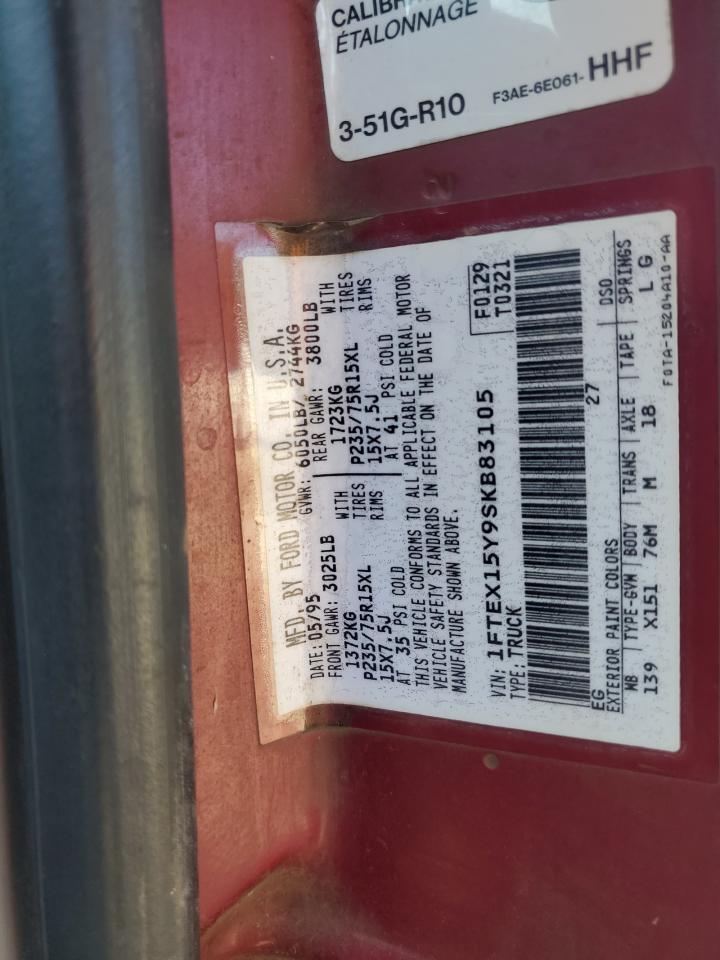 CALIBRA
ÉTALONNAGE
3-51G-R10 F3AE-6E061-HHF
MFD. BY FORD MOTOR CO. IN U.S.A.
DATE: 05/95 GVWR: 6050LB/ 2744KG
FRONT GAWR: 3025LB REAR GAWR: 3800LB
1372KG WITH 1723KG WITH
P235/75R15XL TIRES P235/75R15XL TIRES
15X7.5J RIMS 15X7.5J RIMS
AT 35 PSI COLD AT 41 PSI COLD
THIS VEHICLE CONFORMS TO ALL APPLICABLE FEDERAL MOTOR
VEHICLE SAFETY STANDARDS IN EFFECT ON THE DATE OF
MANUFACTURE SHOWN ABOVE.
F0129
VIN: 1FTEX15Y9SKB83105 T0321
TYPE: TRUCK
EG 27
EXTERIOR PAINT COLORS DSO
WB TYPE-GVW BODY TRANS AXLE TAPE SPRINGS
139 X151 76M M 18 L G
F0TA-15204A10-AA